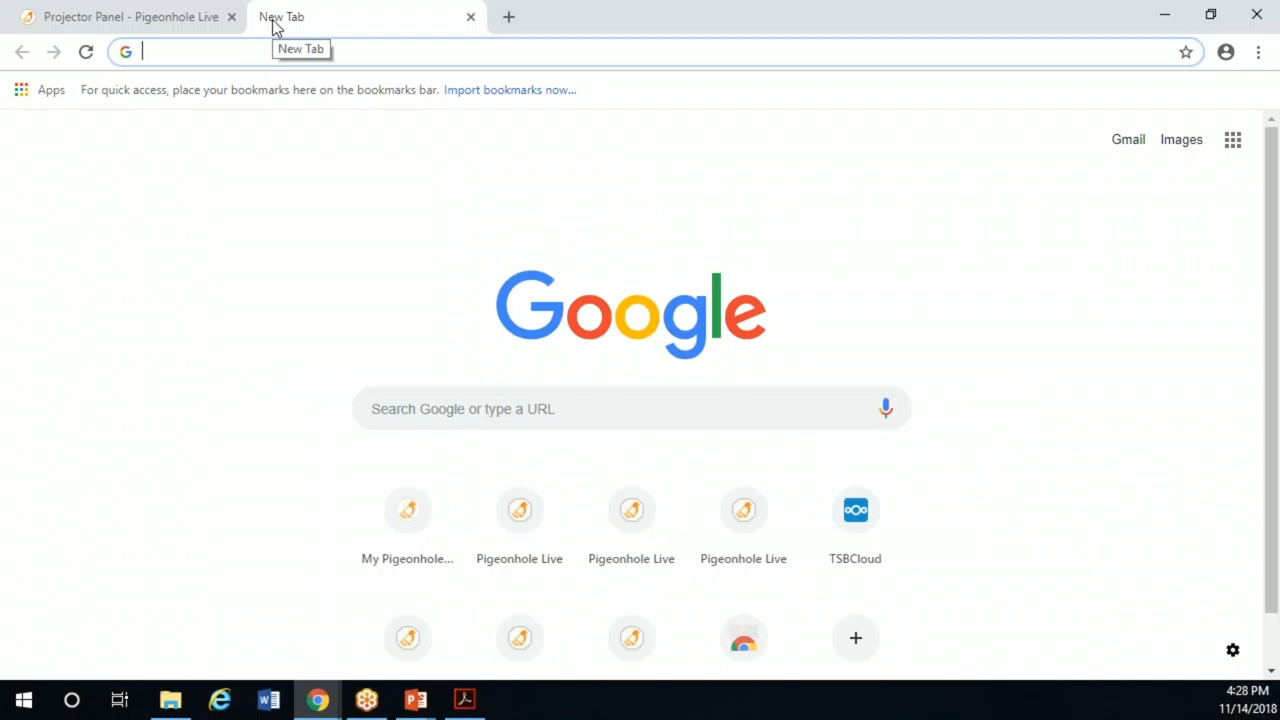 Projector Panel - Pigeonhole Live
New Tab
New Tab
Apps
For quick access, place your bookmarks here on the bookmarks bar. Import bookmarks now...
Gmail
Images
Google
Search Google or type a URL
My Pigeonhole...
Pigeonhole Live
Pigeonhole Live
Pigeonhole Live
TSBCloud
4:28 PM
11/14/2018